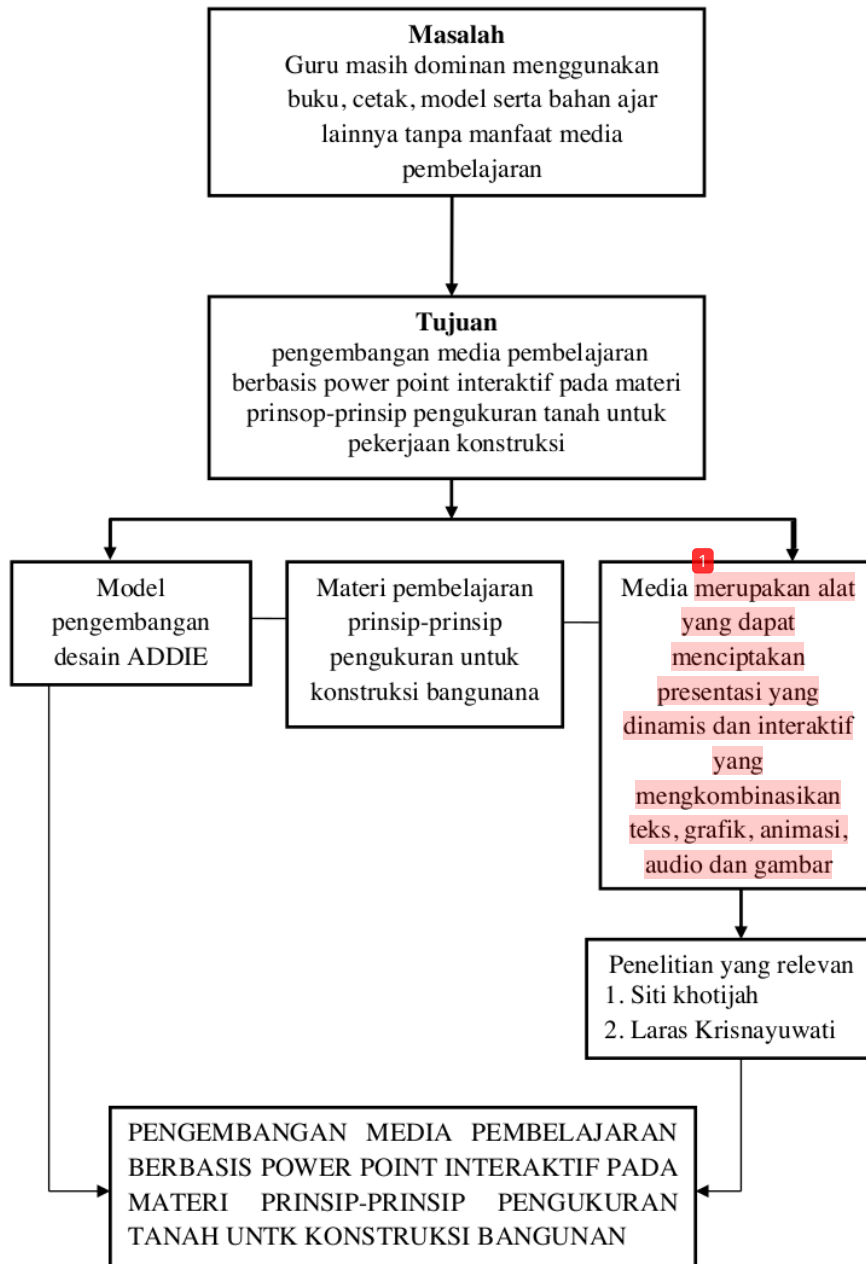 Masalah
Guru masih dominan menggunakan
buku, cetak, model serta bahan ajar
lainnya tanpa manfaat media
pembelajaran
Tujuan
pengembangan media pembelajaran
berbasis power point interaktif pada materi
prinsop-prinsip pengukuran tanah untuk
pekerjaan konstruksi
Model
pengembangan
desain ADDIE
Materi pembelajaran
prinsip-prinsip
pengukuran untuk
konstruksi bangunana
1
Media merupakan alat
yang dapat
menciptakan
presentasi yang
dinamis dan interaktif
yang
mengkombinasikan
teks, grafik, animasi,
audio dan gambar
Penelitian yang relevan
1. Siti khotijah
2. Laras Krisnayuwati
PENGEMBANGAN MEDIA PEMBELAJARAN
BERBASIS POWER POINT INTERAKTIF PADA
MATERI PRINSIP-PRINSIP PENGUKURAN
TANAH UNTK KONSTRUKSI BANGUNAN